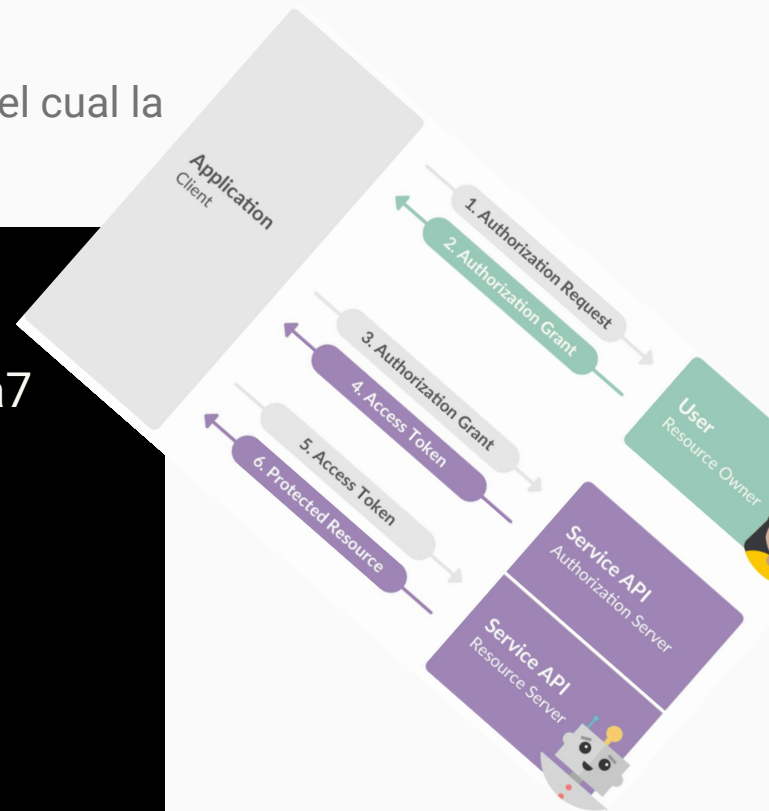 el cual la
a7
Application
Client
1. Authorization Request
2. Authorization Grant
3. Authorization Grant
4. Access Token
5. Access Token
6. Protected Resource
User
Resource Owner
Service API
Authorization Server
Service API
Resource Server